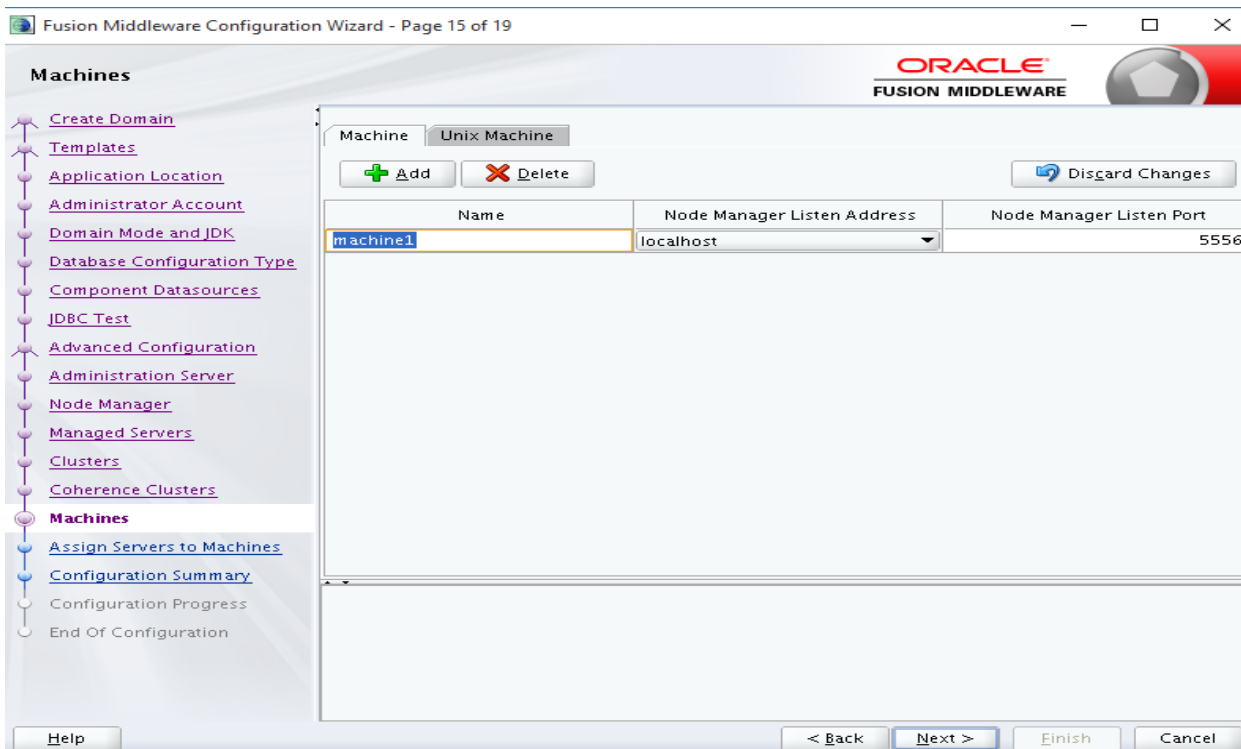 Fusion Middleware Configuration Wizard - Page 15 of 19
Machines
ORACLE
FUSION MIDDLEWARE
Create Domain
Templates
Application Location
Administrator Account
Domain Mode and JDK
Database Configuration Type
Component Datasources
JDBC Test
Advanced Configuration
Administration Server
Node Manager
Managed Servers
Clusters
Coherence Clusters
Machines
Assign Servers to Machines
Configuration Summary
Configuration Progress
End Of Configuration
Machine Unix Machine
Add Delete Discard Changes
Name Node Manager Listen Address Node Manager Listen Port
machine1 localhost 5556
Help < Back Next > Finish Cancel